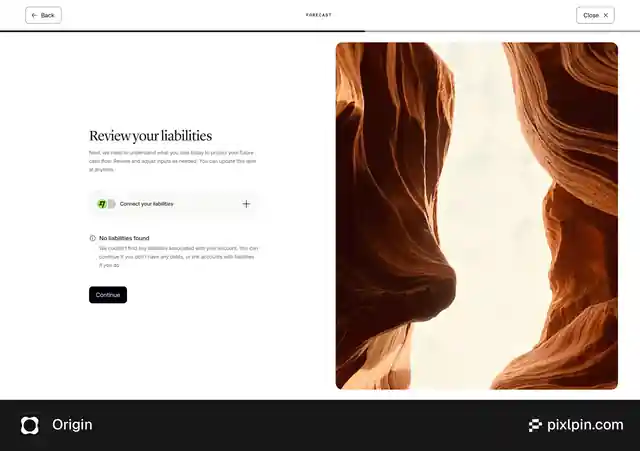 Back
FORECAST
Close
Review your liabilities
Next, we need to understand what you owe today to project your future
cash flow. Review and adjust inputs as needed. You can update this data
at anytime.
Connect your liabilities
No liabilities found
We couldn't find any liabilities associated with your account. You can
continue if you don't have any debts, or link accounts with liabilities
if you do.
Continue
Origin
pixlpin.com